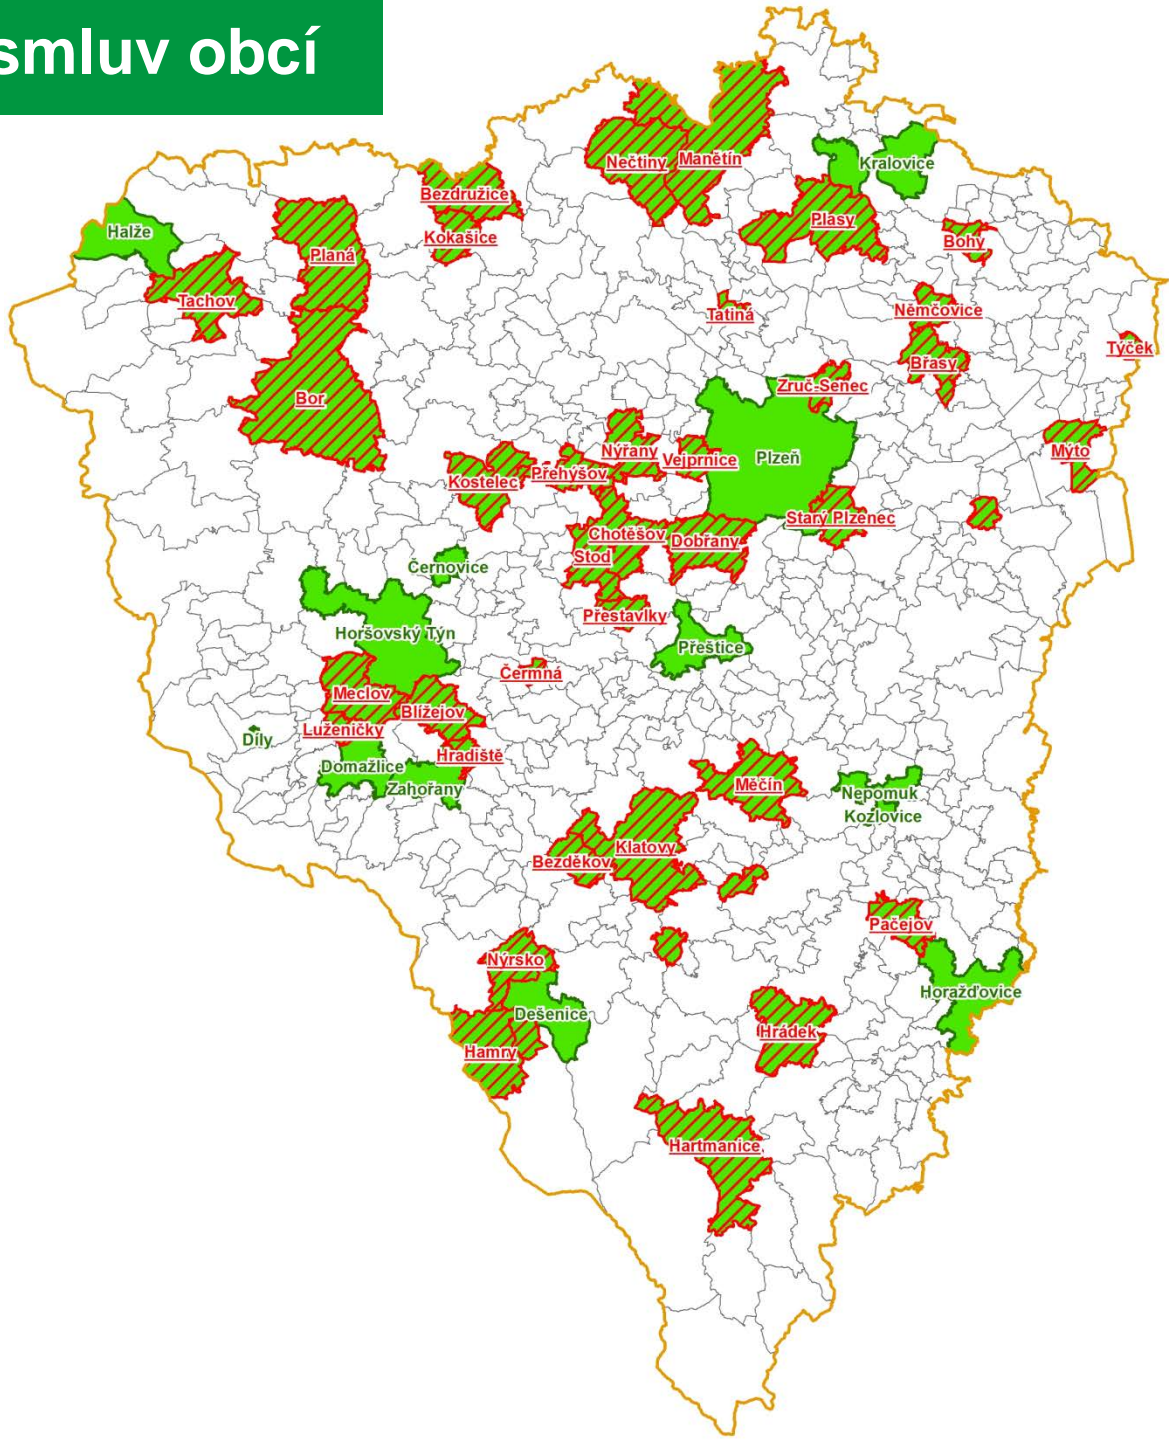 smluv obcí
Nečtiny
Manětín
Kralovice
Bezdružice
Plasy
Halže
Kokašice
Bohy
Planá
Tachov
Tatiná
Němčovice
Týček
Břasy
Zruč-Senec
Bor
Nýřany
Mýto
Vejprnice
Plzeň
Přehýšov
Kostelec
Starý Plzenec
Chotěšov
Dobřany
Stod
Černovice
Přestavlky
Horšovský Týn
Přeštice
Čermná
Meclov
Blížejov
Luženičky
Díly
Hradiště
Domažlice
Zahořany
Měčín
Nepomuk
Kozlovice
Klatovy
Bezděkov
Pačejov
Nýrsko
Horažďovice
Dešenice
Hrádek
Hamry
Hartmanice